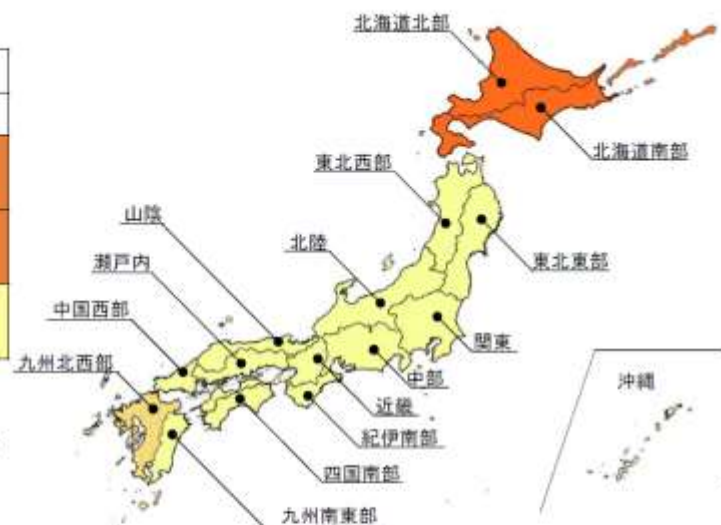 北海道北部
北海道南部
東北西部
山陰
北陸
東北東部
瀬戸内
中国西部
関東
九州北西部
中部
沖縄
近畿
紀伊南部
四国南部
九州南東部